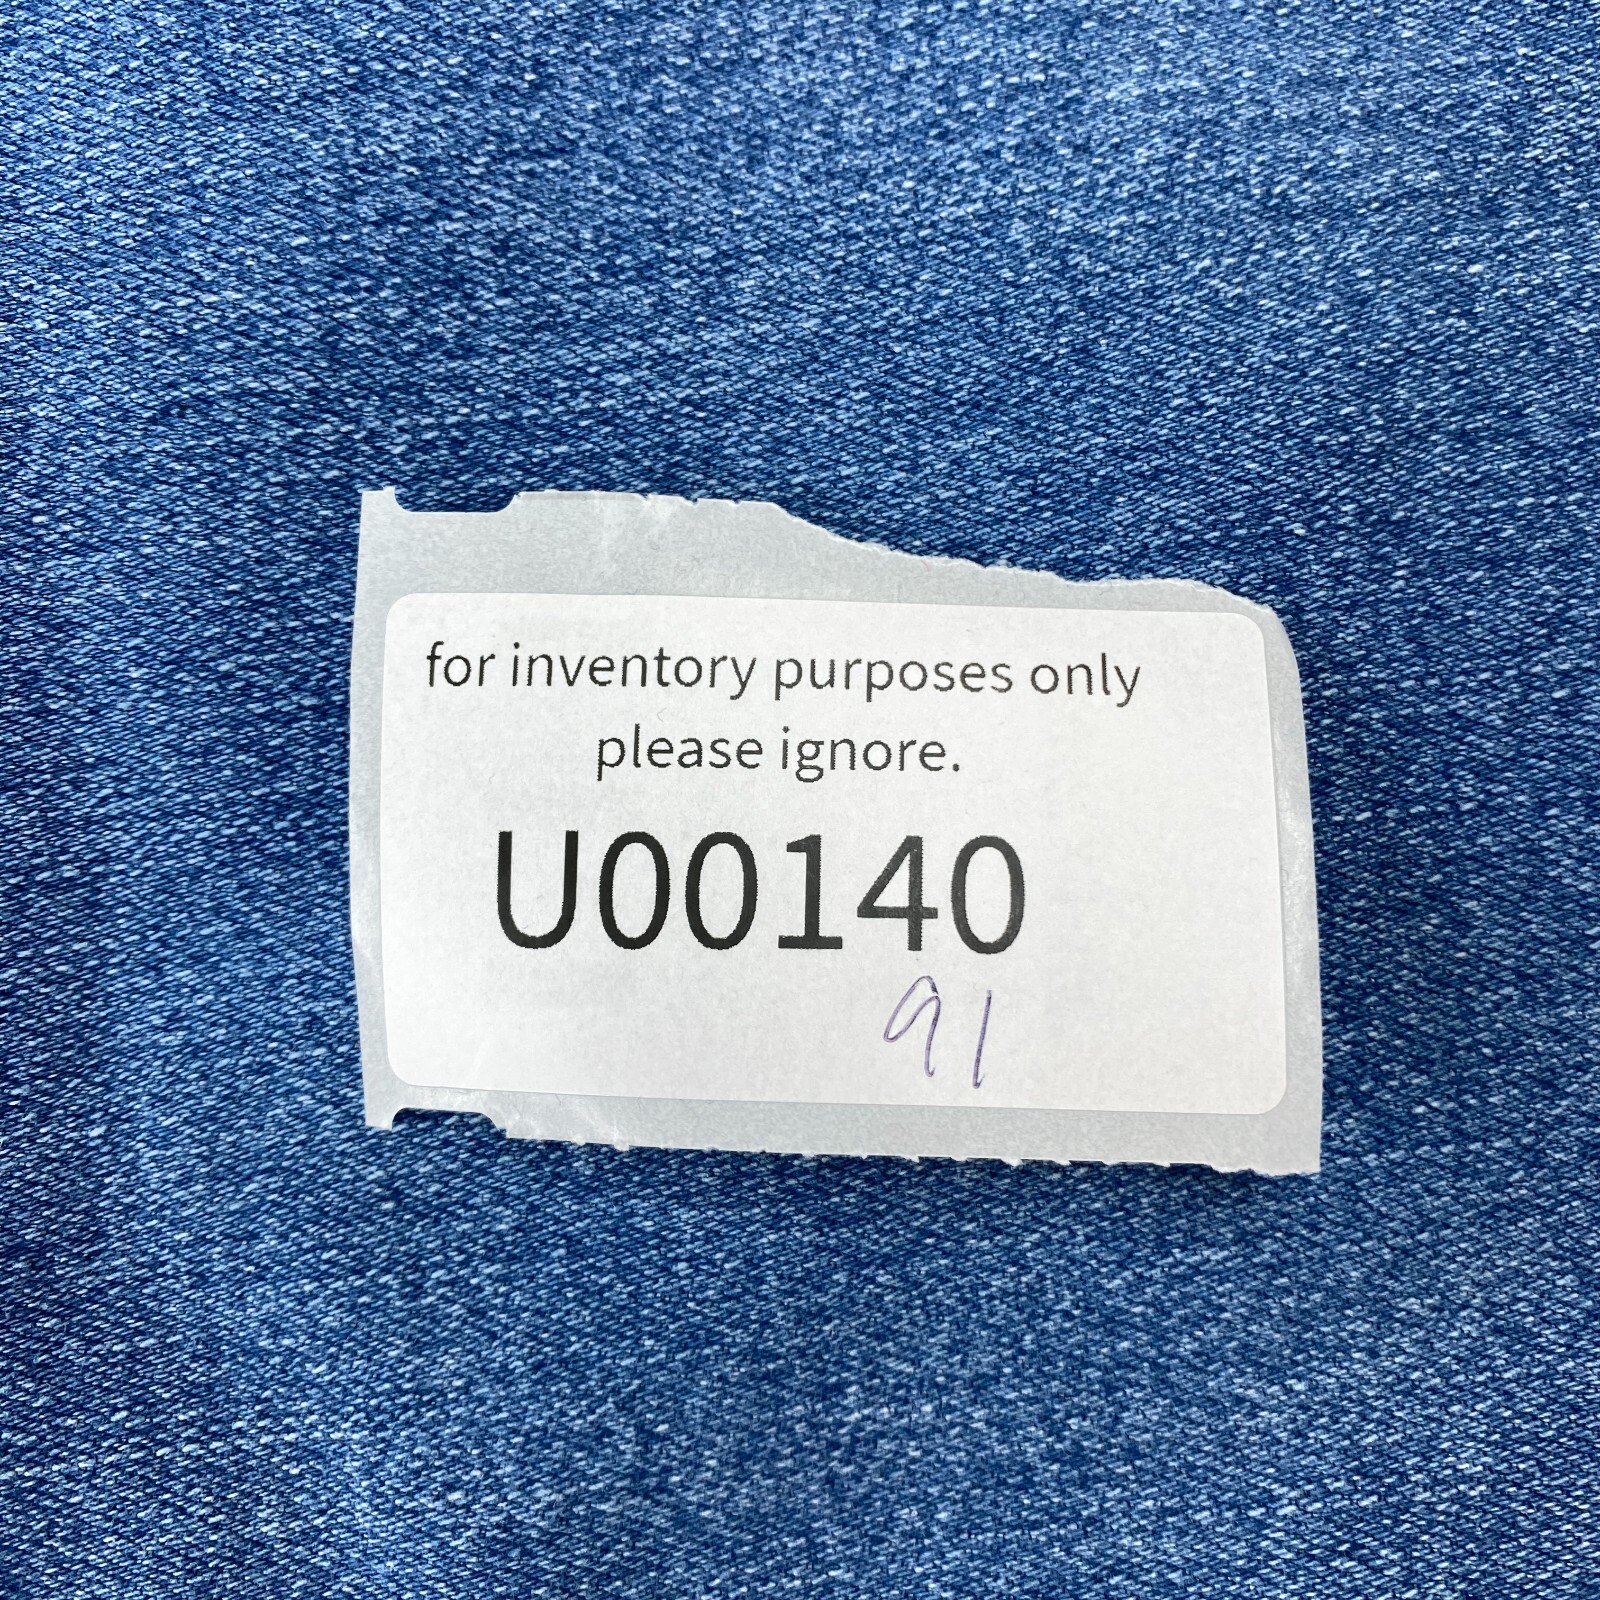 for inventory purposes only
please ignore.
U00140
91